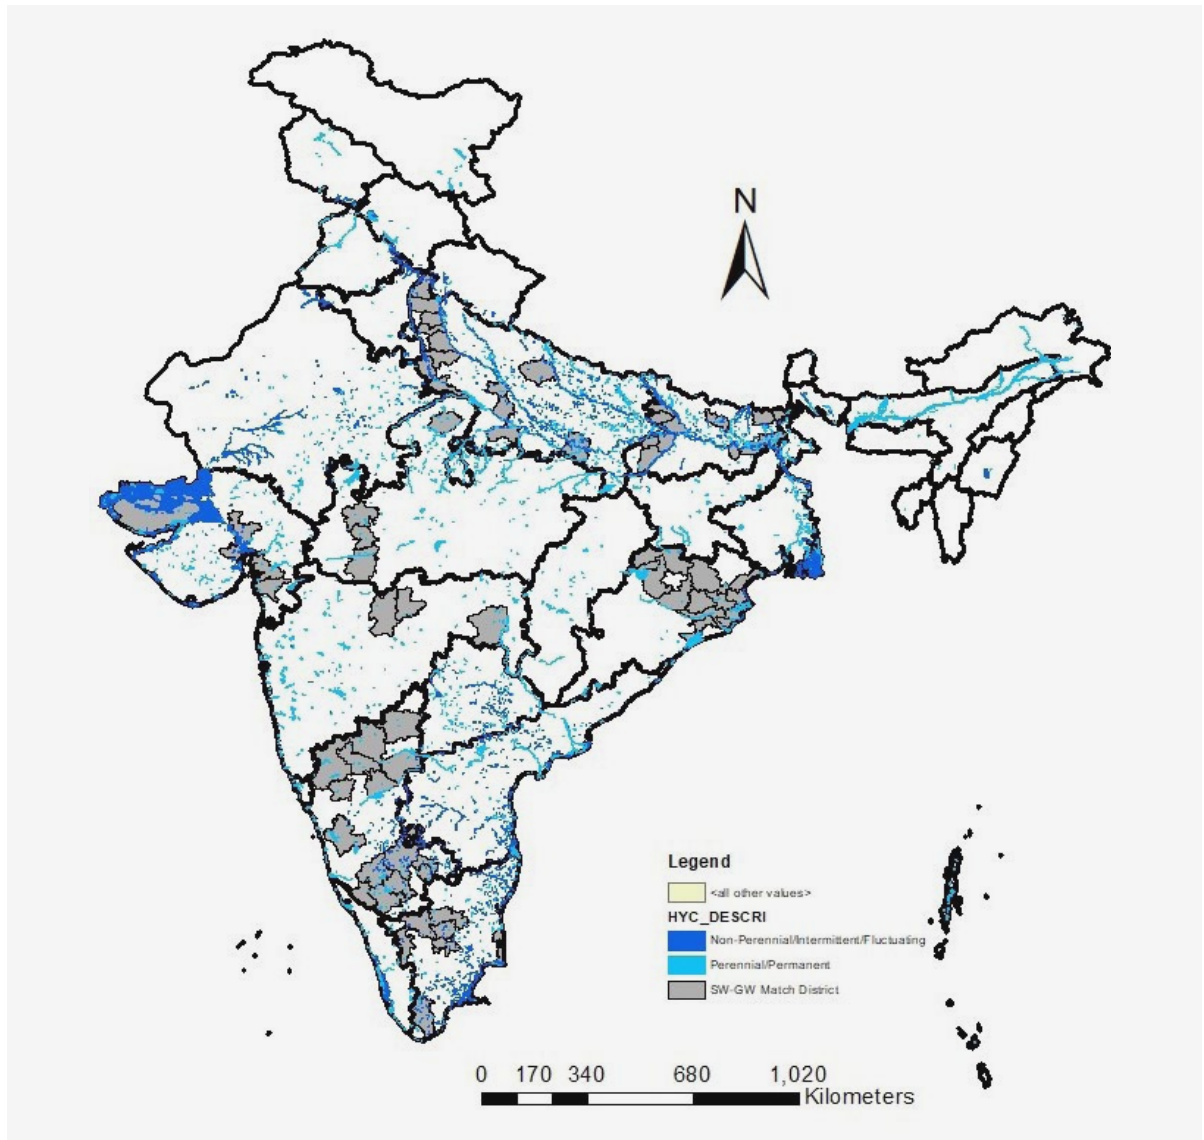 N
Legend
<all other values>
HYC_DESCRI
Non-Perennial/Intermittent/Fluctuating
Perennial/Permanent
SW-GW Match District
0 170 340 680 1,020
Kilometers